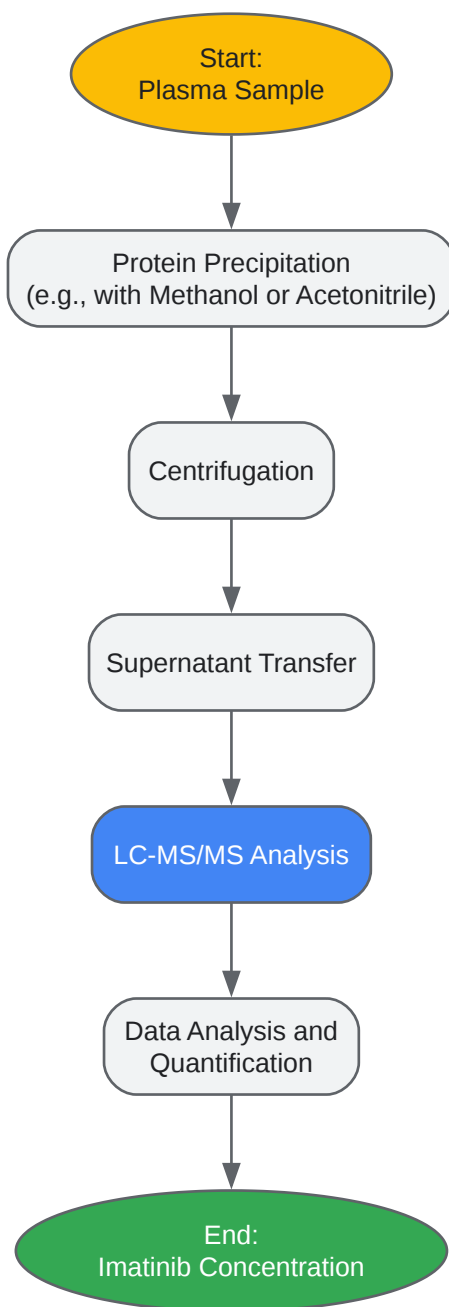 Start:
Plasma Sample
Protein Precipitation
(e.g., with Methanol or Acetonitrile)
Centrifugation
Supernatant Transfer
LC-MS/MS Analysis
Data Analysis and
Quantification
End:
Imatinib Concentration